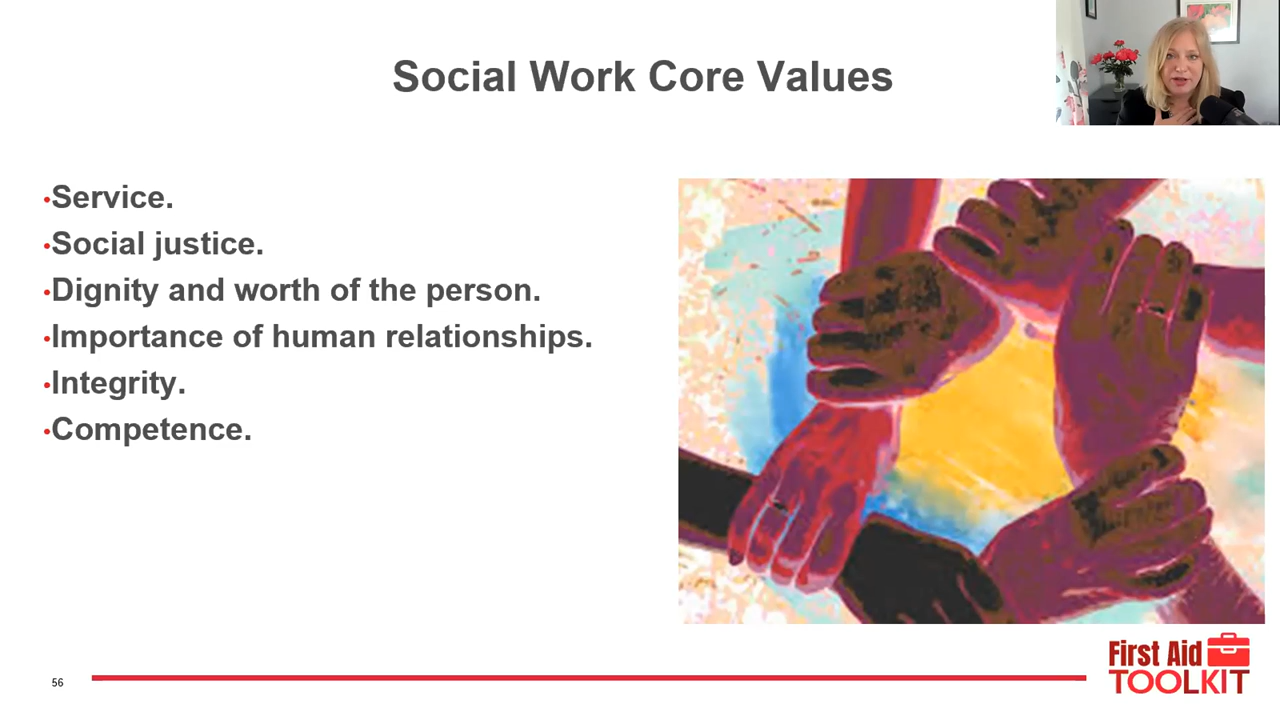 Social Work Core Values
•Service.
•Social justice.
•Dignity and worth of the person.
•Importance of human relationships.
•Integrity.
•Competence.
First Aid
TOOLKIT
56